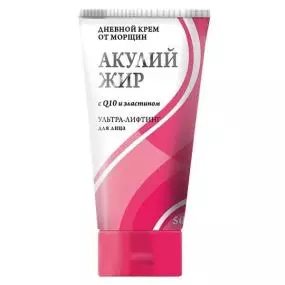 ДНЕВНОЙ КРЕМ
ОТ МОРЩИН
АКУЛИЙ
ЖИР
с Q10 и эластином
УЛЬТРА-ЛИФТИНГ
для лица